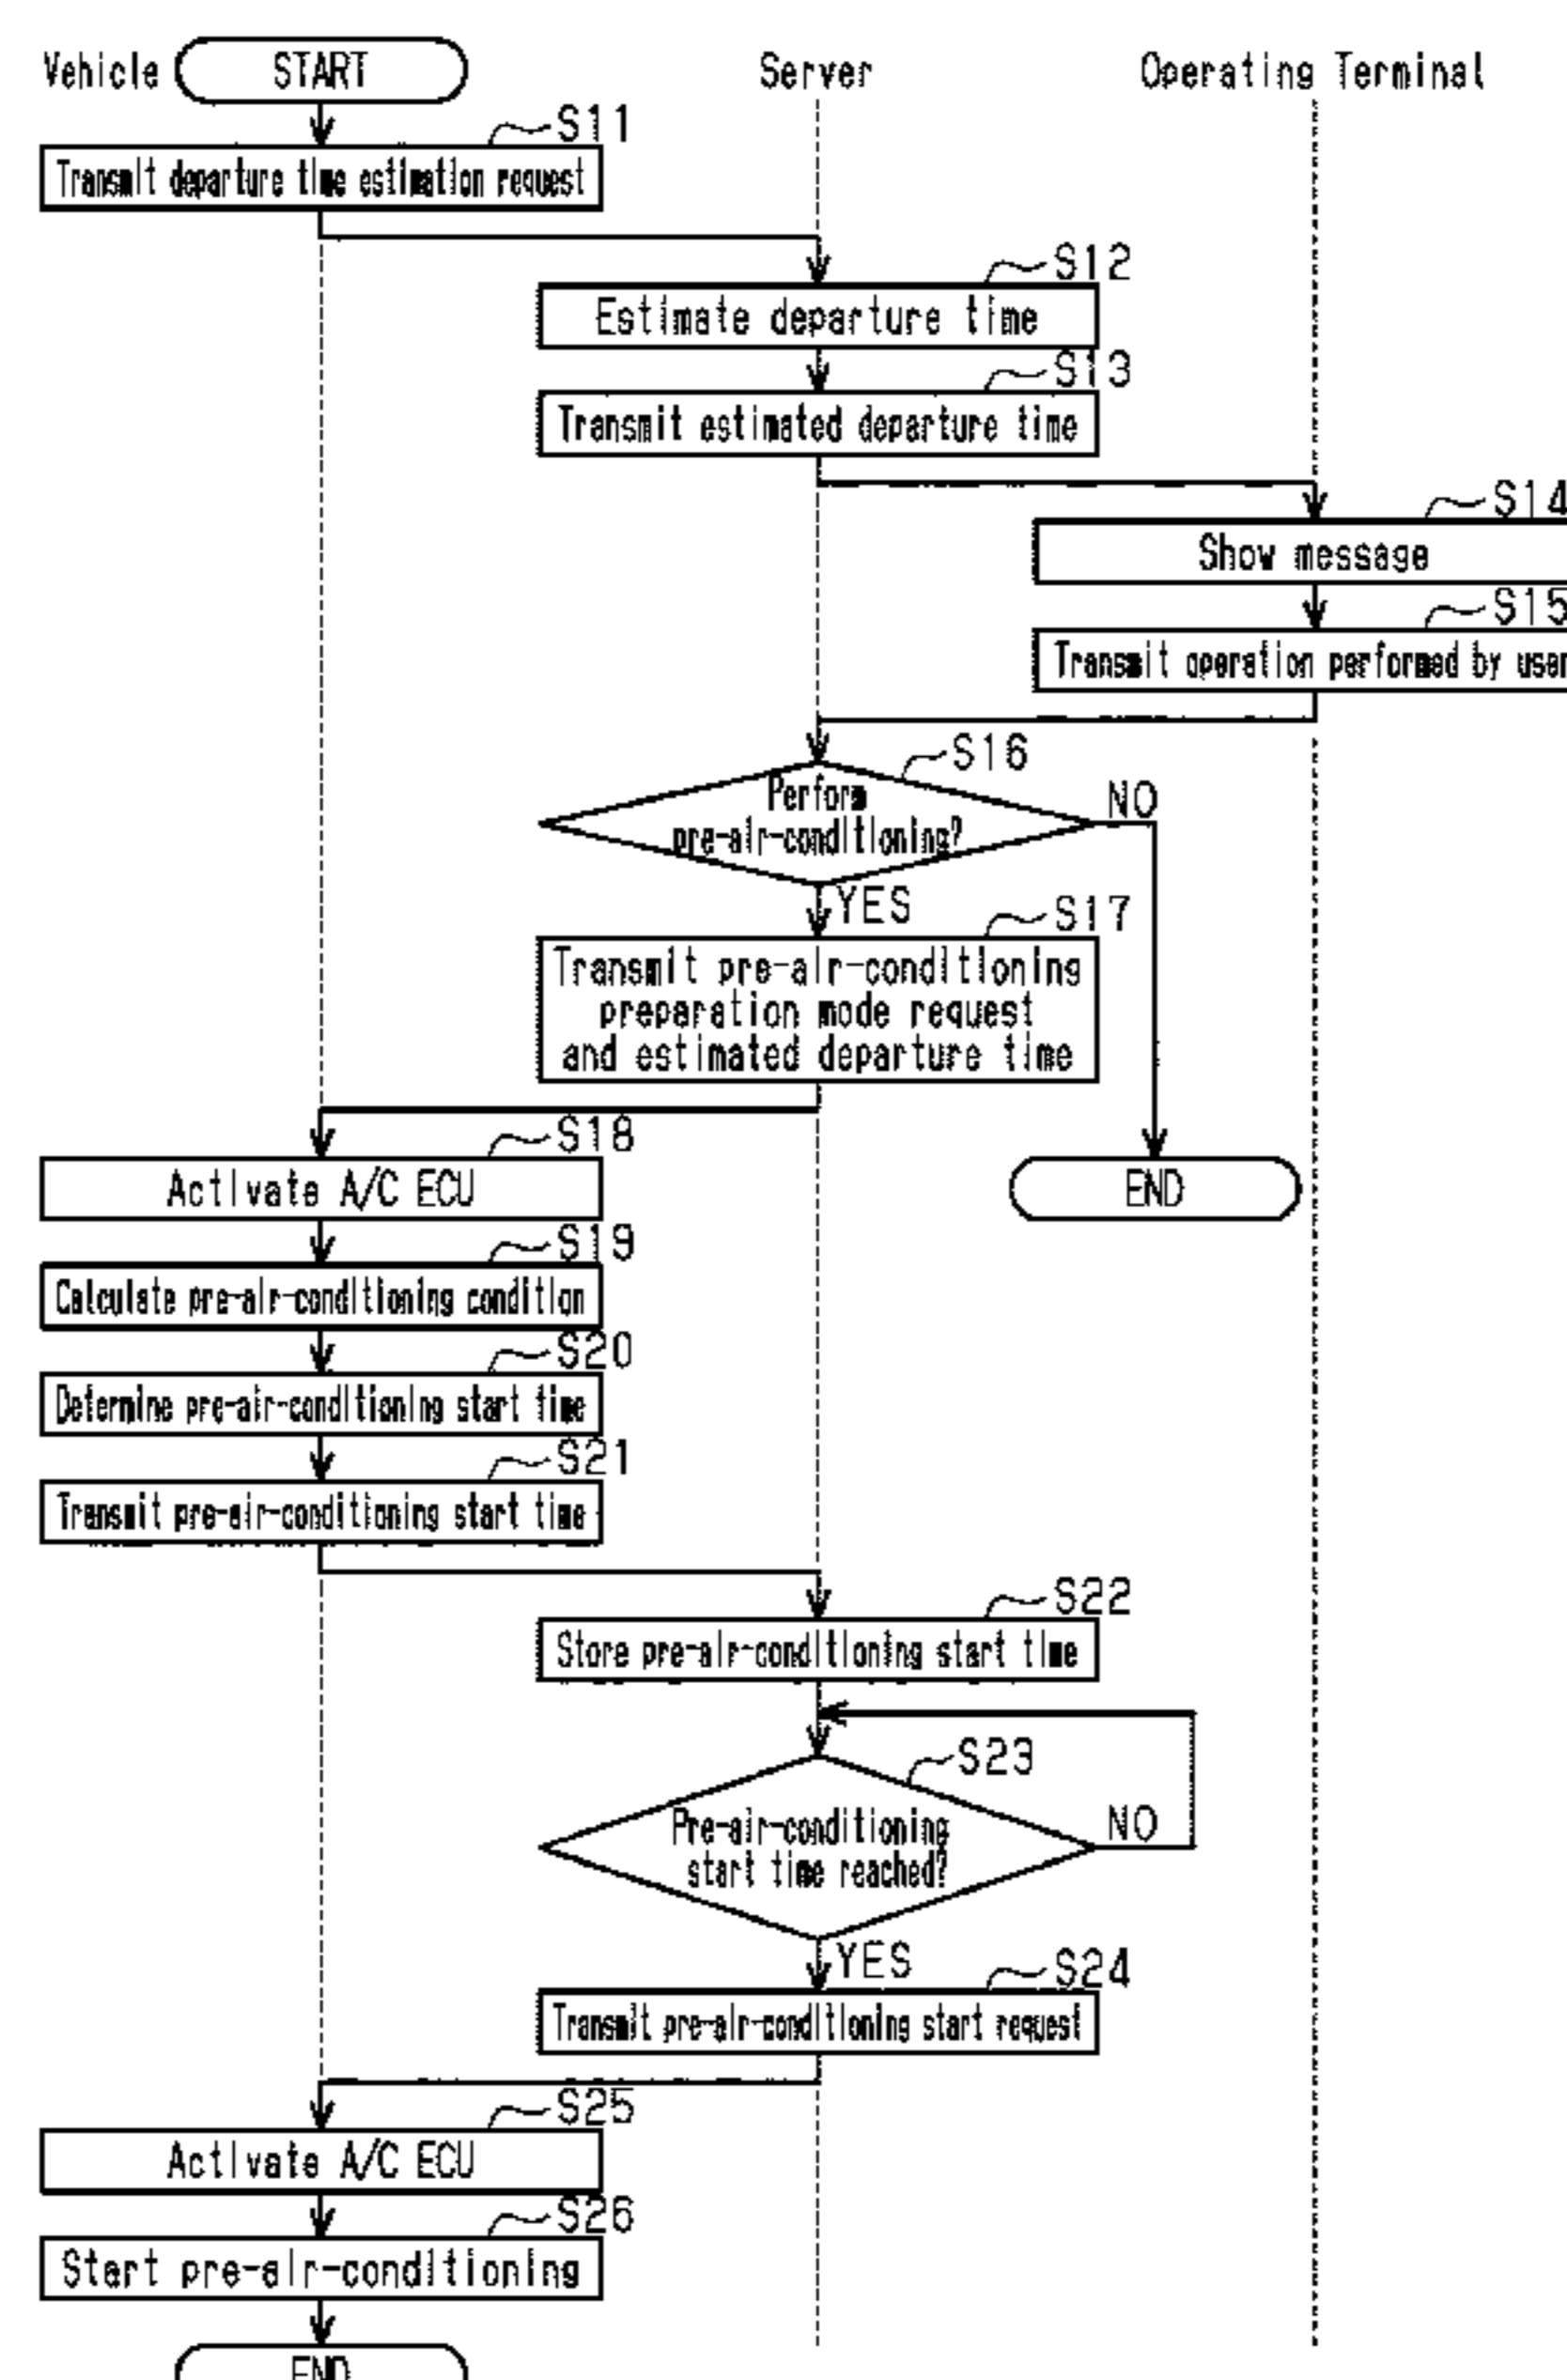 Vehicle START Server Operating Terminal
S11
Transmit departure time estimation request
S12
Estimate departure time
S13
Transmit estimated departure time
S14
Show message
S15
Transmit operation performed by user
S16
Perform
pre-air-conditioning?
NO
YES
S17
Transmit pre-air-conditioning
preparation mode request
and estimated departure time
S18
Activate A/C ECU
END
S19
Calculate pre-air-conditioning condition
S20
Determine pre-air-conditioning start time
S21
Transmit pre-air-conditioning start time
S22
Store pre-air-conditioning start time
S23
Pre-air-conditioning
start time reached?
NO
YES
S24
Transmit pre-air-conditioning start request
S25
Activate A/C ECU
S26
Start pre-air-conditioning
END